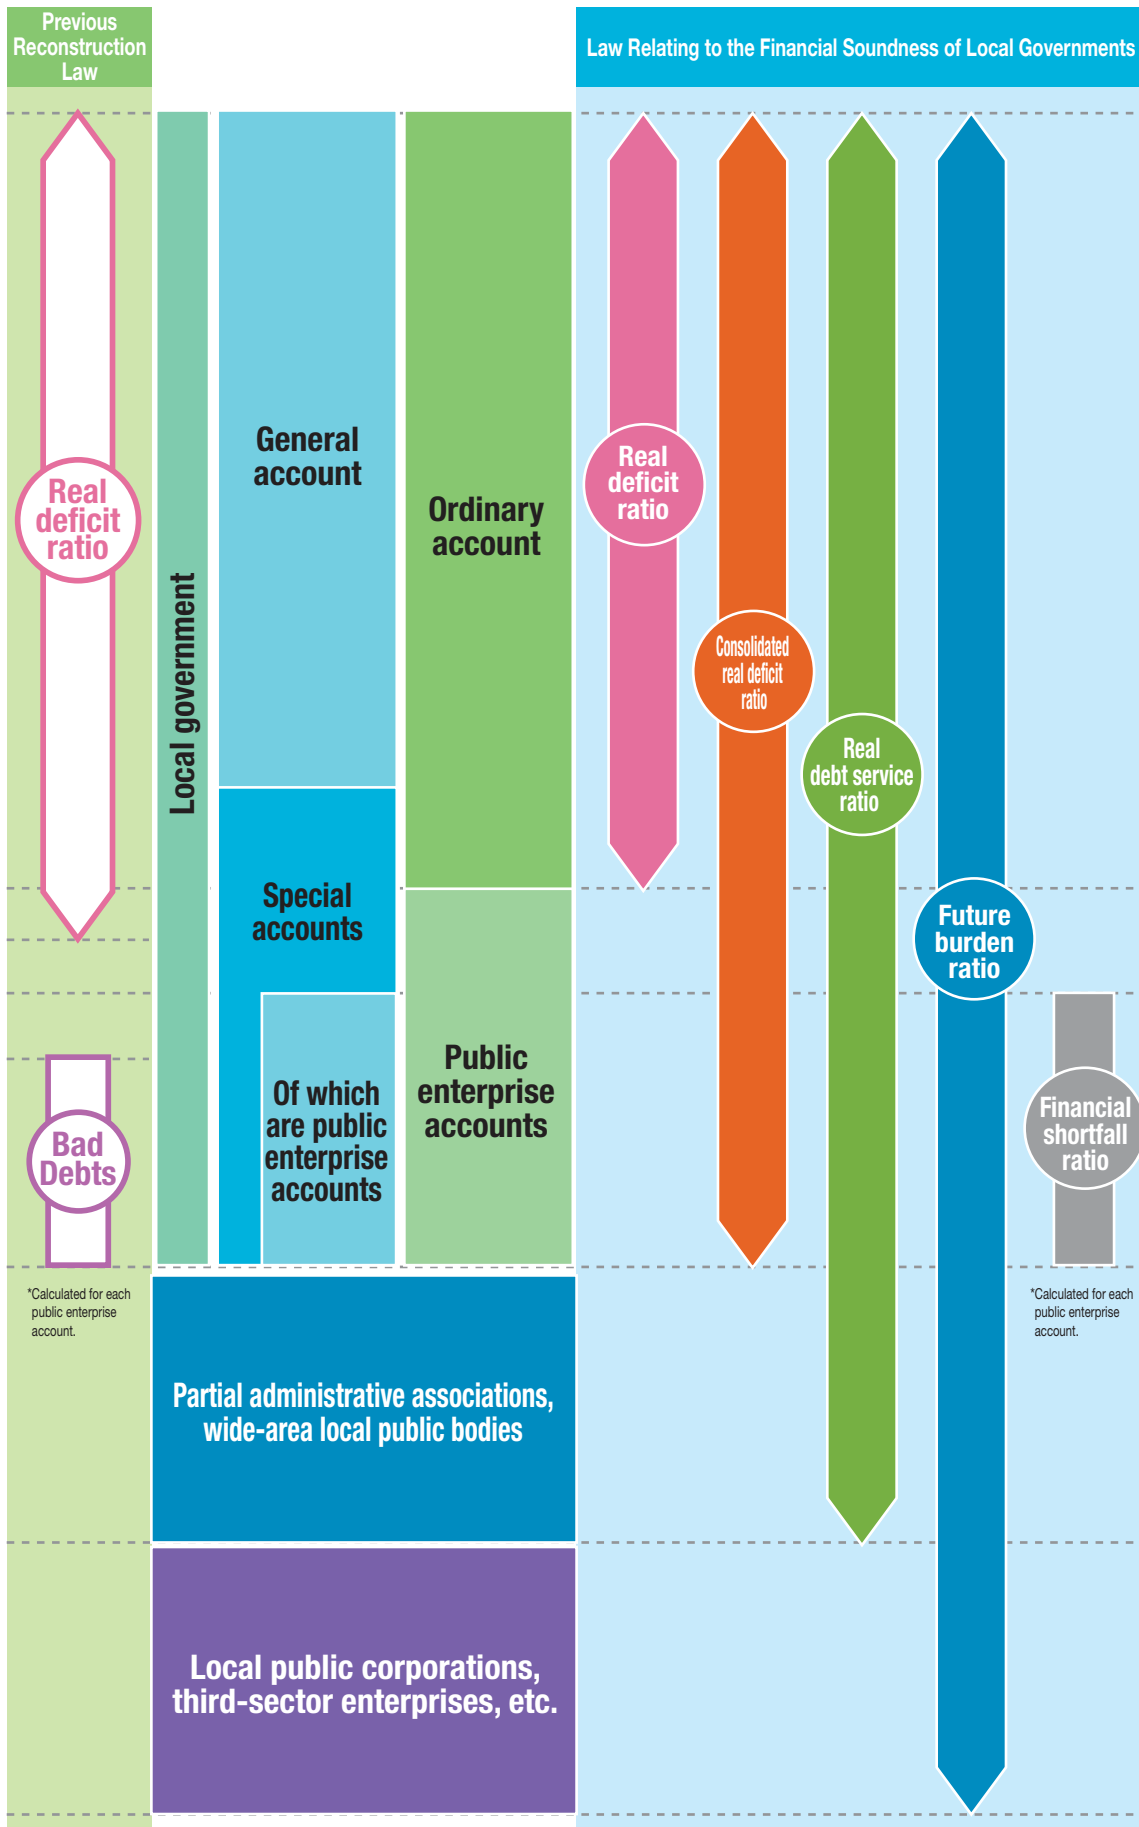 Previous
Reconstruction
Law
Law Relating to the Financial Soundness of Local Governments
Real
deficit
ratio
Bad
Debts
*Calculated for each
public enterprise
account.
Local government
General
account
Special
accounts
Of which
are public
enterprise
accounts
Ordinary
account
Public
enterprise
accounts
Partial administrative associations,
wide-area local public bodies
Local public corporations,
third-sector enterprises, etc.
Real
deficit
ratio
Consolidated
real deficit
ratio
Real
debt service
ratio
Future
burden
ratio
Financial
shortfall
ratio
*Calculated for each
public enterprise
account.